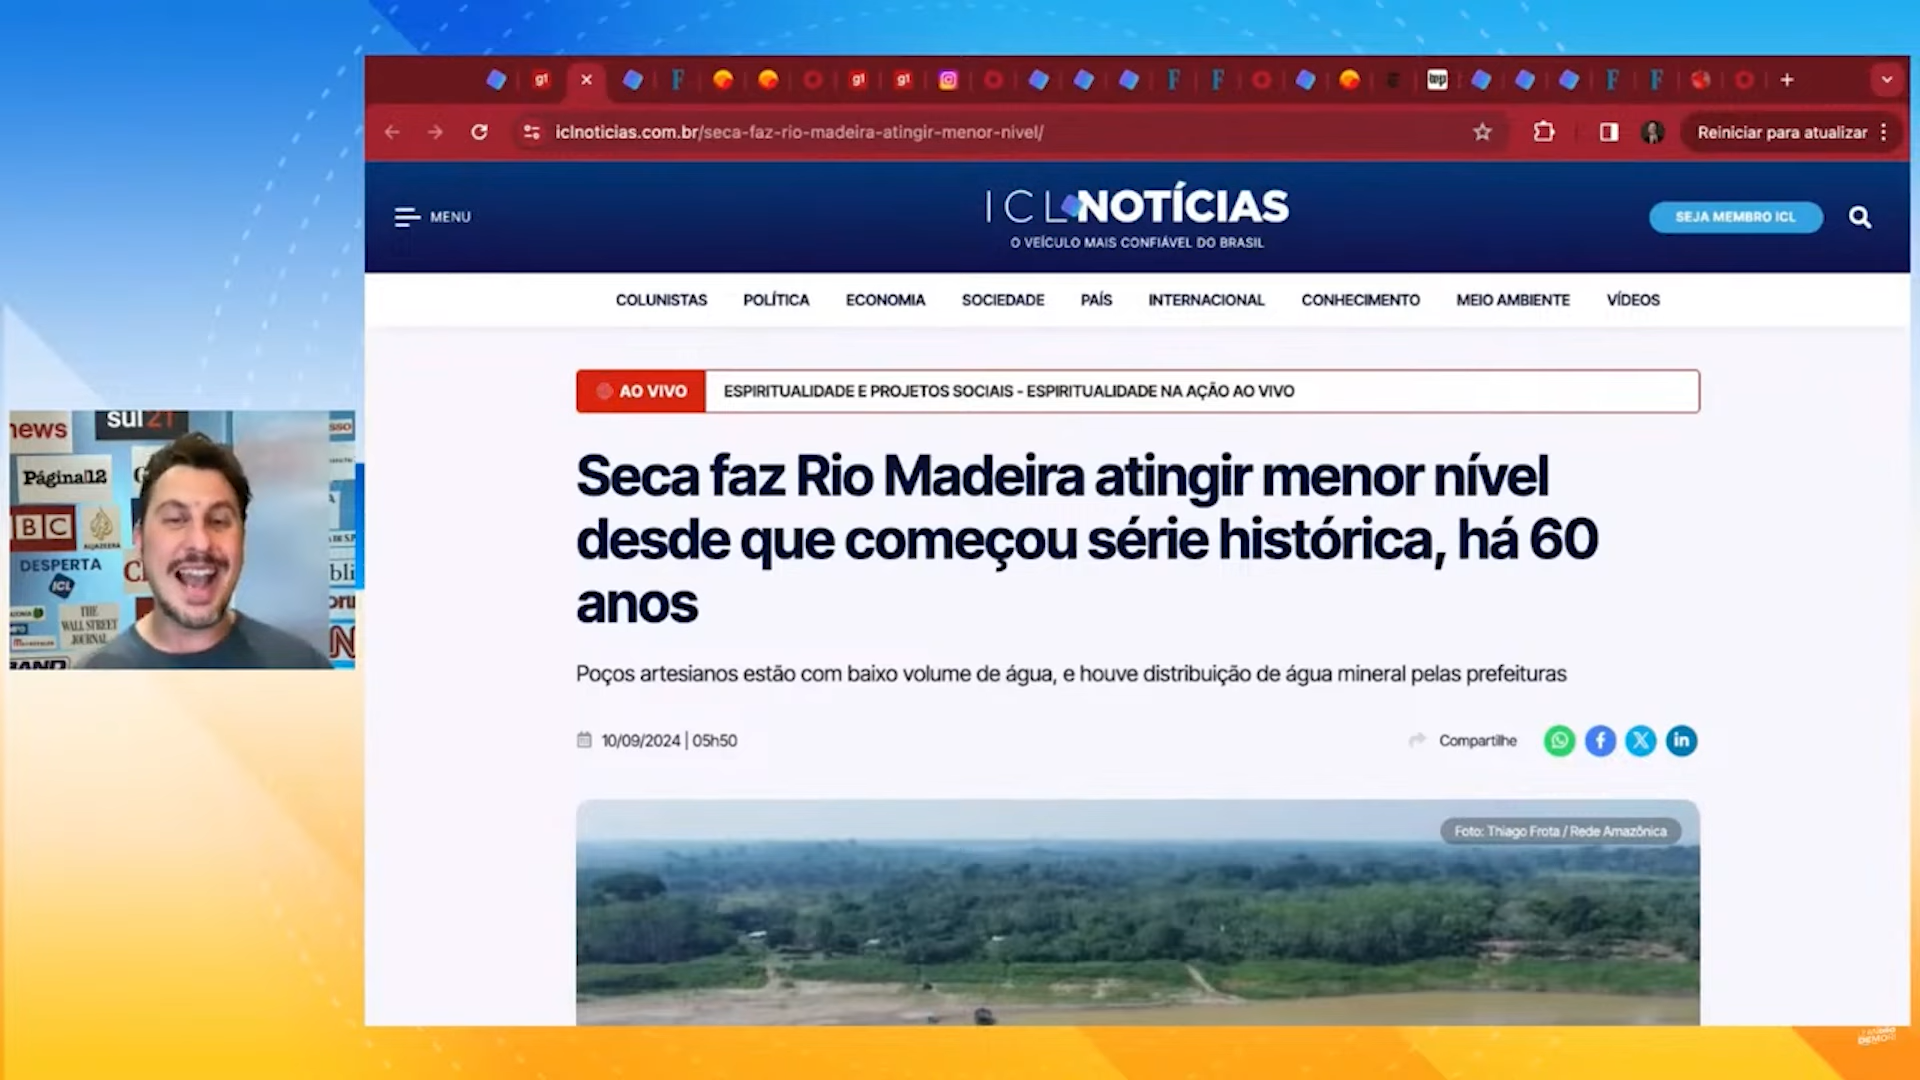 iclnoticias.com.br/seca-faz-rio-madeira-atingir-menor-nivel/
Reiniciar para atualizar
MENU
ICL NOTÍCIAS
O VEÍCULO MAIS CONFIÁVEL DO BRASIL
SEJA MEMBRO ICL
COLUNISTAS POLÍTICA ECONOMIA SOCIEDADE PAÍS INTERNACIONAL CONHECIMENTO MEIO AMBIENTE VÍDEOS
AO VIVO ESPIRITUALIDADE E PROJETOS SOCIAIS - ESPIRITUALIDADE NA AÇÃO AO VIVO
Seca faz Rio Madeira atingir menor nível
desde que começou série histórica, há 60
anos
Poços artesianos estão com baixo volume de água, e houve distribuição de água mineral pelas prefeituras
10/09/2024 | 05h50
Compartilhe
Foto: Thiago Frota / Rede Amazônica
news
sul21
Página12
BBC
ALJAZEERA
DESPERTA
ICL
THE
WALL STREET
JOURNAL
BAND
DEMORI